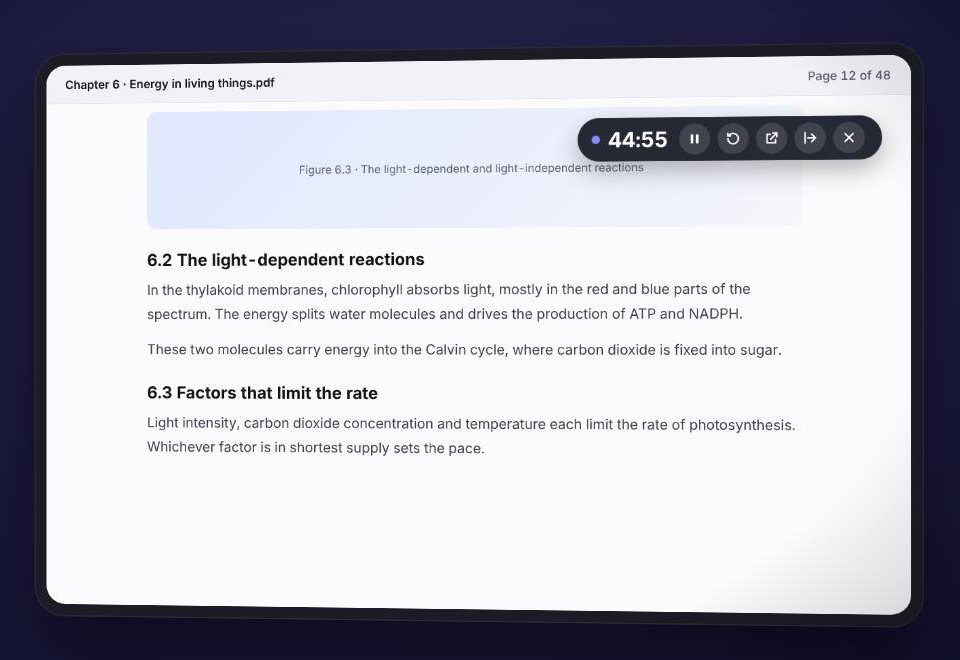 Chapter 6 · Energy in living things.pdf
Page 12 of 48
44:55
Figure 6.3 · The light-dependent and light-independent reactions
6.2 The light-dependent reactions
In the thylakoid membranes, chlorophyll absorbs light, mostly in the red and blue parts of the
spectrum. The energy splits water molecules and drives the production of ATP and NADPH.
These two molecules carry energy into the Calvin cycle, where carbon dioxide is fixed into sugar.
6.3 Factors that limit the rate
Light intensity, carbon dioxide concentration and temperature each limit the rate of photosynthesis.
Whichever factor is in shortest supply sets the pace.